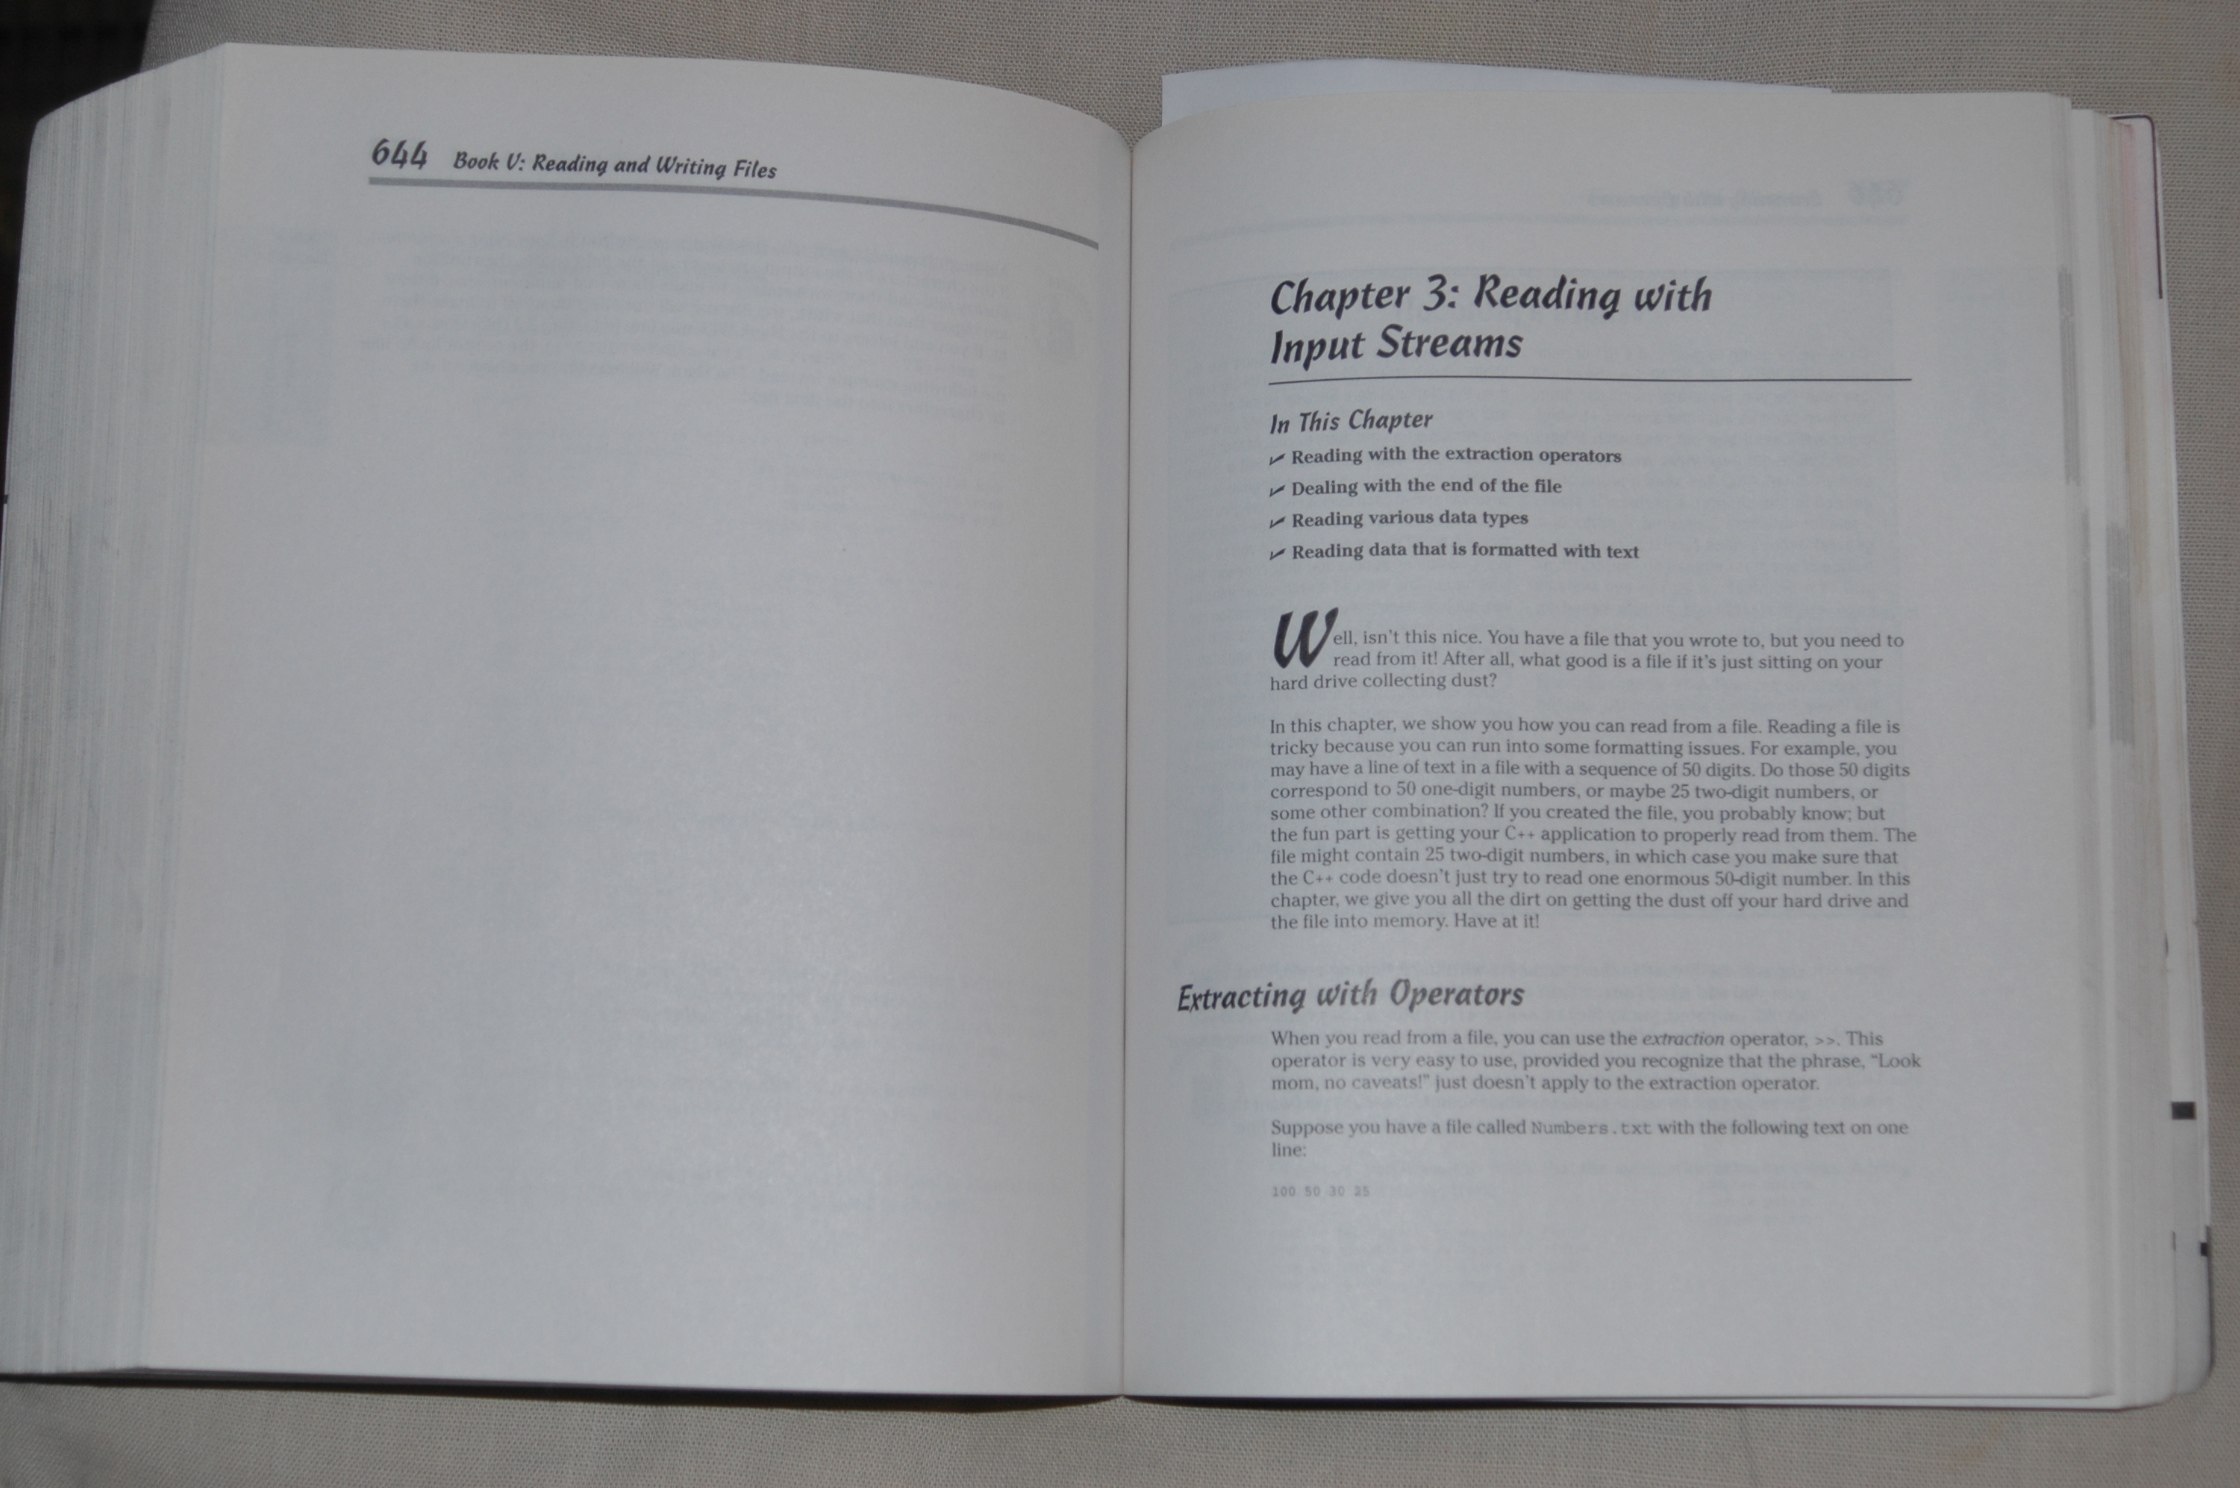 644 Book V: Reading and Writing Files
Chapter 3: Reading with
Input Streams
In This Chapter
✓ Reading with the extraction operators
✓ Dealing with the end of the file
✓ Reading various data types
✓ Reading data that is formatted with text
Well, isn't this nice. You have a file that you wrote to, but you need to
read from it! After all, what good is a file if it's just sitting on your
hard drive collecting dust?
In this chapter, we show you how you can read from a file. Reading a file is
tricky because you can run into some formatting issues. For example, you
may have a line of text in a file with a sequence of 50 digits. Do those 50 digits
correspond to 50 one-digit numbers, or maybe 25 two-digit numbers, or
some other combination? If you created the file, you probably know; but
the fun part is getting your C++ application to properly read from them. The
file might contain 25 two-digit numbers, in which case you make sure that
the C++ code doesn't just try to read one enormous 50-digit number. In this
chapter, we give you all the dirt on getting the dust off your hard drive and
the file into memory. Have at it!
Extracting with Operators
When you read from a file, you can use the extraction operator, >>. This
operator is very easy to use, provided you recognize that the phrase, "Look
mom, no caveats!" just doesn't apply to the extraction operator.
Suppose you have a file called Numbers.txt with the following text on one
line:
100 50 30 25